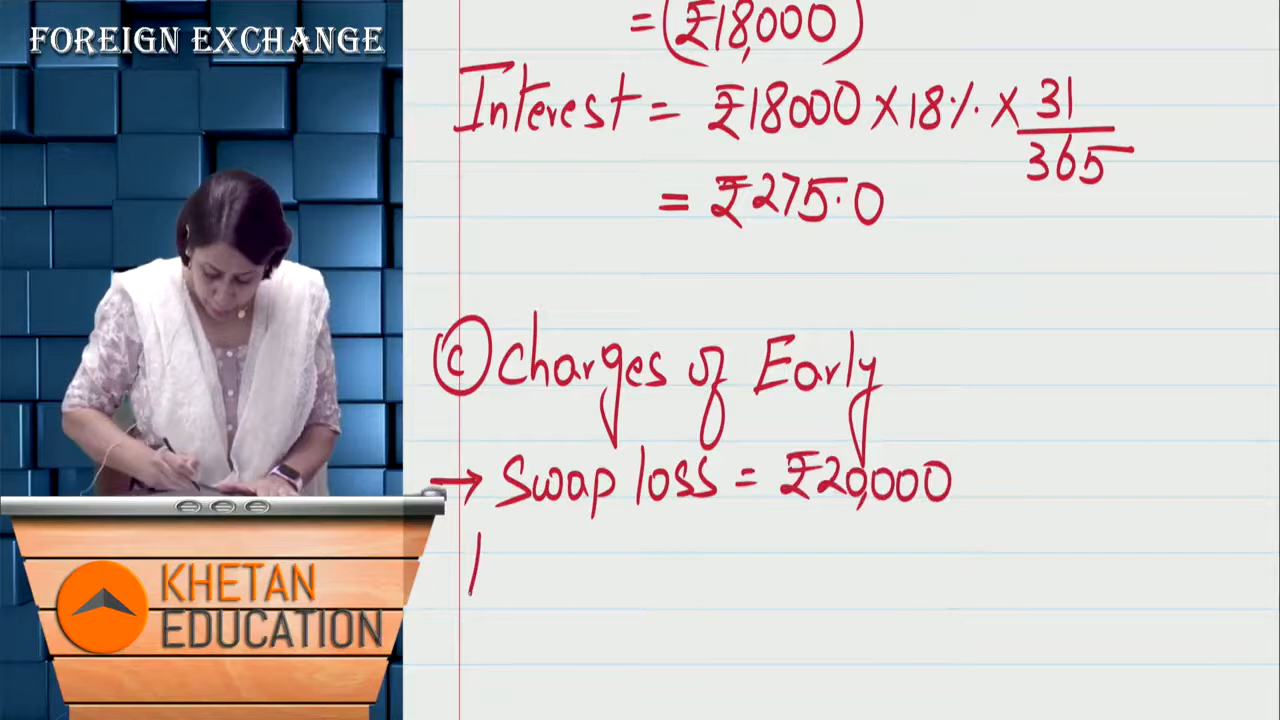 FOREIGN EXCHANGE
= (₹18,000)
Interest = ₹18000 × 18% × 31/365
= ₹275.0
(c) Charges of Early
→ Swap loss = ₹20,000
KHETAN
EDUCATION